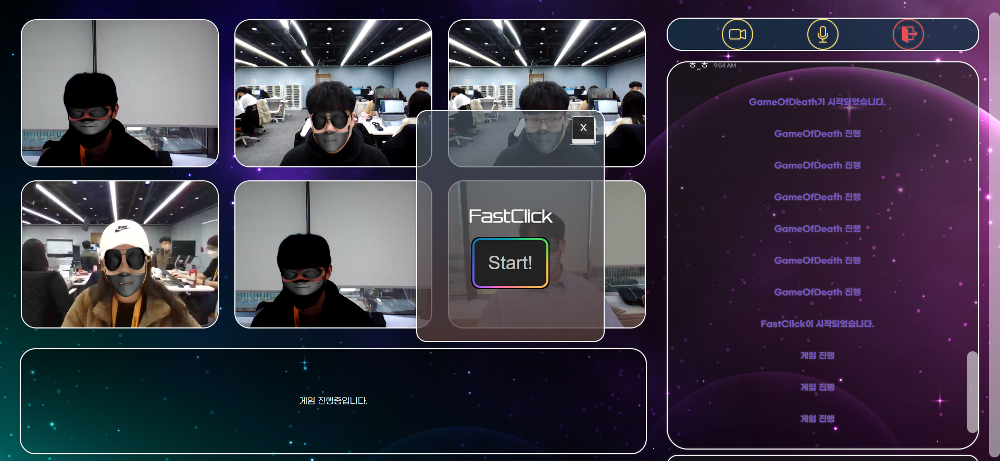 ㅎ_ㅎ 9:54 AM
GameOfDeath가 시작되었습니다.
GameOfDeath 진행
GameOfDeath 진행
GameOfDeath 진행
GameOfDeath 진행
GameOfDeath 진행
GameOfDeath 진행
FastClick이 시작되었습니다.
게임 진행
게임 진행
게임 진행
X
FastClick
Start!
NIKE
게임 진행중입니다.